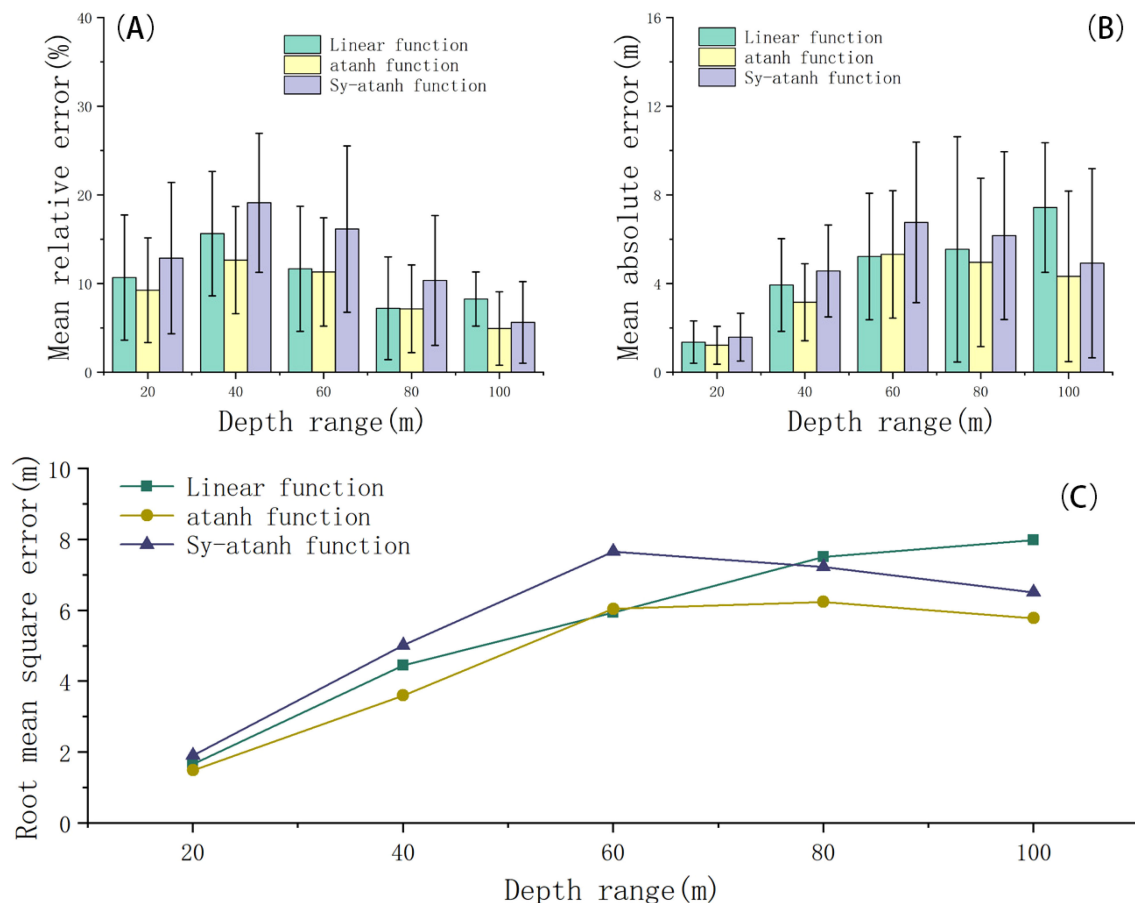 (A)
Mean relative error(%)
40
30
20
10
0
Linear function
atanh function
Sy-atanh function
20 40 60 80 100
Depth range(m)
(B)
Mean absolute error(m)
16
12
8
4
0
Linear function
atanh function
Sy-atanh function
20 40 60 80 100
Depth range(m)
(C)
Root mean square error(m)
10
8
6
4
2
0
Linear function
atanh function
Sy-atanh function
20 40 60 80 100
Depth range(m)